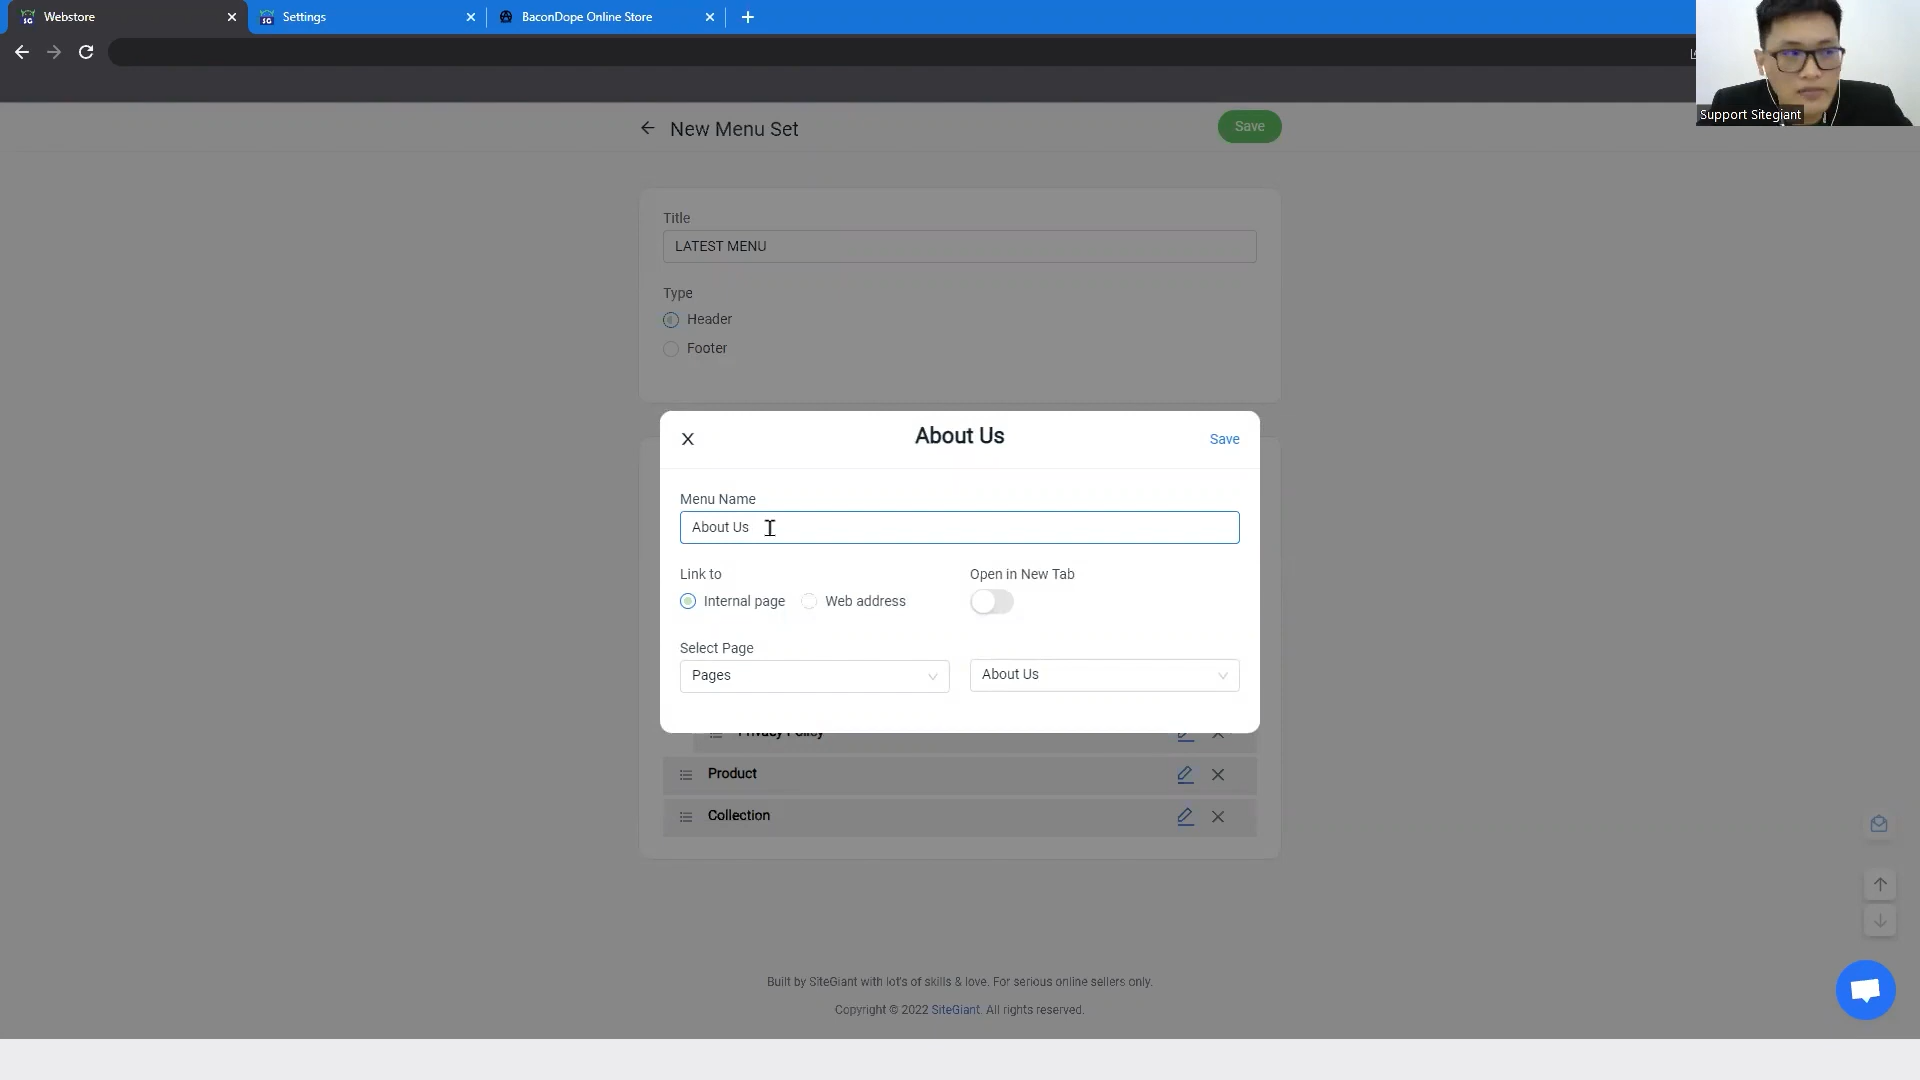 Webstore
Settings
BaconDope Online Store
Support Sitegiant
New Menu Set
Save
Title
LATEST MENU
Type
Header
Footer
About Us
Save
Menu Name
About Us
Link to
Open in New Tab
Internal page
Web address
Select Page
Pages
About Us
Privacy Policy
Product
Collection
Built by SiteGiant with lot's of skills & love. For serious online sellers only.
Copyright © 2022 SiteGiant. All rights reserved.